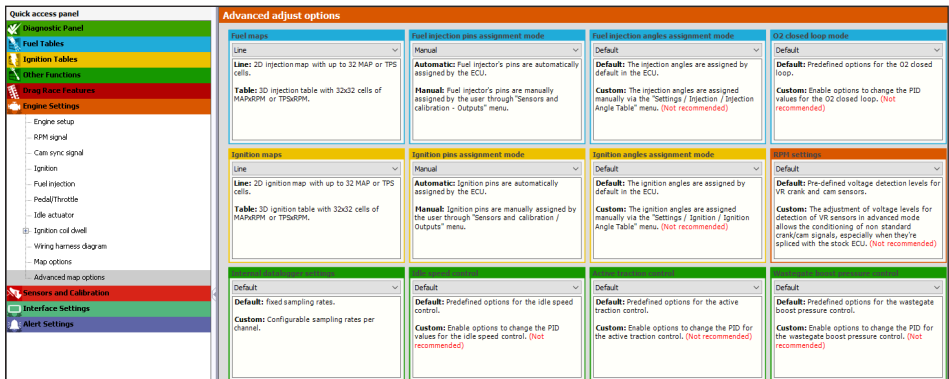 Quick access panel
Diagnostic Panel
Fuel Tables
Ignition Tables
Other Functions
Drag Race Features
Engine Settings
Engine setup
RPM signal
Cam sync signal
Ignition
Fuel injection
Pedal/Throttle
Idle actuator
Ignition coil dwell
Wiring harness diagram
Map options
Advanced map options
Sensors and Calibration
Interface Settings
Alert Settings
Advanced adjust options
Fuel maps
Line
Line: 2D injection map with up to 32 MAP or TPS
cells.
Table: 3D injection table with 32x32 cells of
MAPxRPM or TPSxRPM.
Fuel injection pins assignment mode
Manual
Automatic: Fuel injector's pins are automatically
assigned by the ECU.
Manual: Fuel injector's pins are manually
assigned by the user through "Sensors and
calibration - Outputs" menu.
Fuel injection angles assignment mode
Default
Default: The injection angles are assigned by
default in the ECU.
Custom: The injection angles are assigned
manually via the "Settings / Injection / Injection
Angle Table" menu. (Not recommended)
O2 closed loop mode
Default
Default: Predefined options for the O2 closed
loop.
Custom: Enable options to change the PID
values for the O2 closed loop. (Not
recommended)
Ignition maps
Line
Line: 2D ignition map with up to 32 MAP or TPS
cells.
Table: 3D ignition table with 32x32 cells of
MAPxRPM or TPSxRPM.
Ignition pins assignment mode
Manual
Automatic: Ignition pins are automatically
assigned by the ECU.
Manual: Ignition pins are manually assigned by
the user through "Sensors and calibration /
Outputs" menu.
Ignition angles assignment mode
Default
Default: The ignition angles are assigned by
default in the ECU.
Custom: The ignition angles are assigned
manually via the "Settings / Ignition / Ignition
Angle Table" menu. (Not recommended)
RPM settings
Default
Default: Pre-defined voltage detection levels for
VR crank and cam sensors.
Custom: The adjustment of voltage levels for
detection of VR sensors in advanced mode
allows the conditioning of non standard
crank/cam signals, especially when they're
spliced with the stock ECU. (Not recommended)
Internal datalogger settings
Default
Default: fixed sampling rates.
Custom: Configurable sampling rates per
channel.
Idle speed control
Default
Default: Predefined options for the idle speed
control.
Custom: Enable options to change the PID
values for the idle speed control. (Not
recommended)
Active traction control
Default
Default: Predefined options for the active
traction control.
Custom: Enable options to change the PID for
the active traction control. (Not recommended)
Wastegate boost pressure control
Default
Default: Predefined options for the wastegate
boost pressure control.
Custom: Enable options to change the PID for
the wastegate boost pressure control. (Not
recommended)